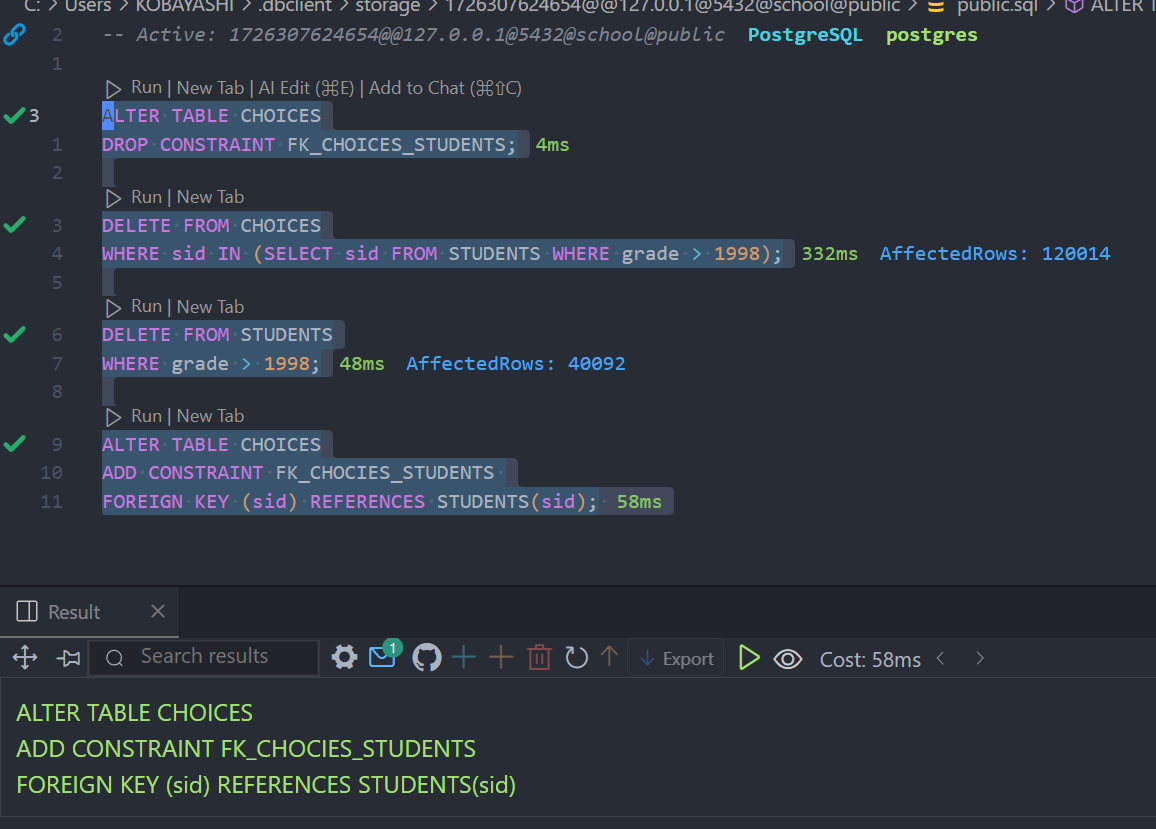 C: > Users > KOBAYASHI > .dbclient > storage > 1726307624654@@127.0.0.1@5432@school@public > public.sql > ALTER T
2 -- Active: 1726307624654@@127.0.0.1@5432@school@public PostgreSQL postgres
1
Run | New Tab | AI Edit (⌘E) | Add to Chat (⌘⇧C)
3 ALTER TABLE CHOICES
1 DROP CONSTRAINT FK_CHOICES_STUDENTS; 4ms
2
Run | New Tab
3 DELETE FROM CHOICES
4 WHERE sid IN (SELECT sid FROM STUDENTS WHERE grade > 1998); 332ms AffectedRows: 120014
5
Run | New Tab
6 DELETE FROM STUDENTS
7 WHERE grade > 1998; 48ms AffectedRows: 40092
8
Run | New Tab
9 ALTER TABLE CHOICES
10 ADD CONSTRAINT FK_CHOCIES_STUDENTS
11 FOREIGN KEY (sid) REFERENCES STUDENTS(sid); 58ms
Result
Search results 1 Export Cost: 58ms
ALTER TABLE CHOICES
ADD CONSTRAINT FK_CHOCIES_STUDENTS
FOREIGN KEY (sid) REFERENCES STUDENTS(sid)